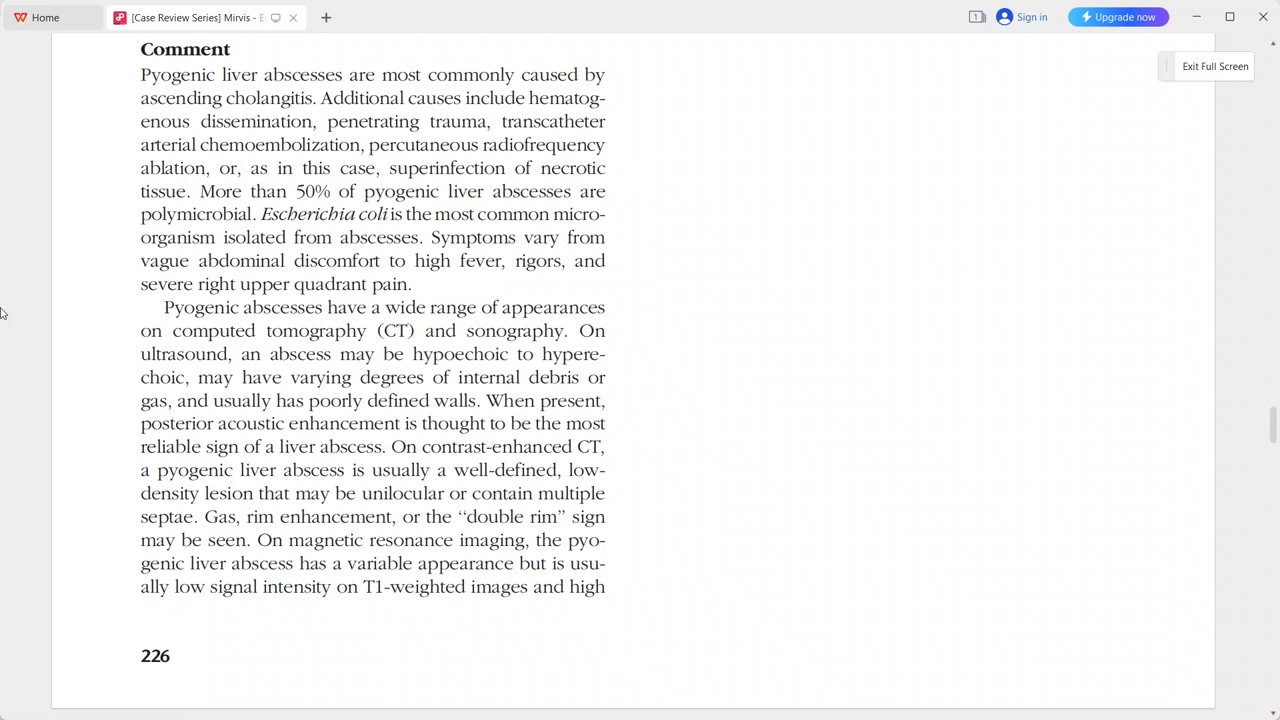 Home
[Case Review Series] Mirvis - E
1
Sign in
Upgrade now
Exit Full Screen
Comment
Pyogenic liver abscesses are most commonly caused by
ascending cholangitis. Additional causes include hematog-
enous dissemination, penetrating trauma, transcatheter
arterial chemoembolization, percutaneous radiofrequency
ablation, or, as in this case, superinfection of necrotic
tissue. More than 50% of pyogenic liver abscesses are
polymicrobial. Escherichia coli is the most common micro-
organism isolated from abscesses. Symptoms vary from
vague abdominal discomfort to high fever, rigors, and
severe right upper quadrant pain.
Pyogenic abscesses have a wide range of appearances
on computed tomography (CT) and sonography. On
ultrasound, an abscess may be hypoechoic to hypere-
choic, may have varying degrees of internal debris or
gas, and usually has poorly defined walls. When present,
posterior acoustic enhancement is thought to be the most
reliable sign of a liver abscess. On contrast-enhanced CT,
a pyogenic liver abscess is usually a well-defined, low-
density lesion that may be unilocular or contain multiple
septae. Gas, rim enhancement, or the ‘‘double rim’’ sign
may be seen. On magnetic resonance imaging, the pyo-
genic liver abscess has a variable appearance but is usu-
ally low signal intensity on T1-weighted images and high
226